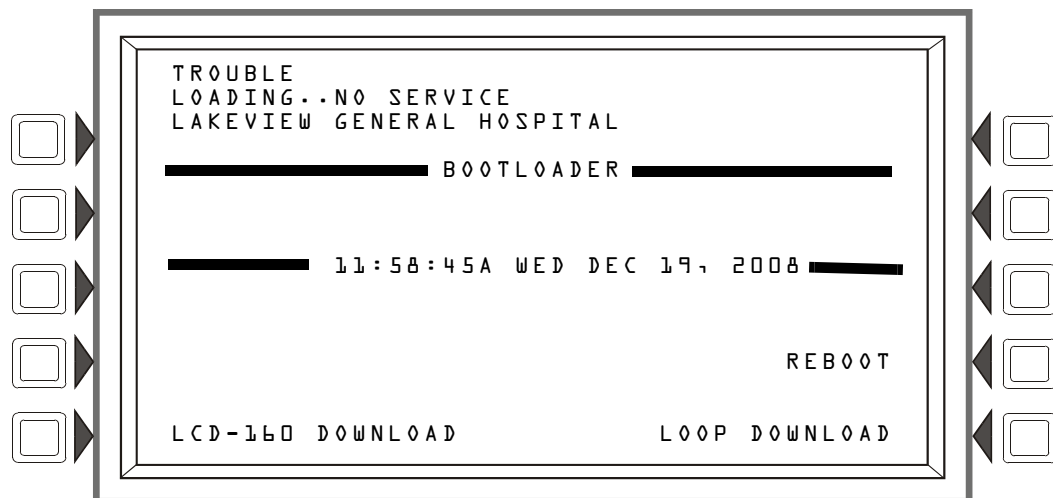 TROUBLE
LOADING..NO SERVICE
LAKEVIEW GENERAL HOSPITAL
BOOTLOADER
11:58:45A WED DEC 19, 2008
REBOOT
LCD-160 DOWNLOAD LOOP DOWNLOAD